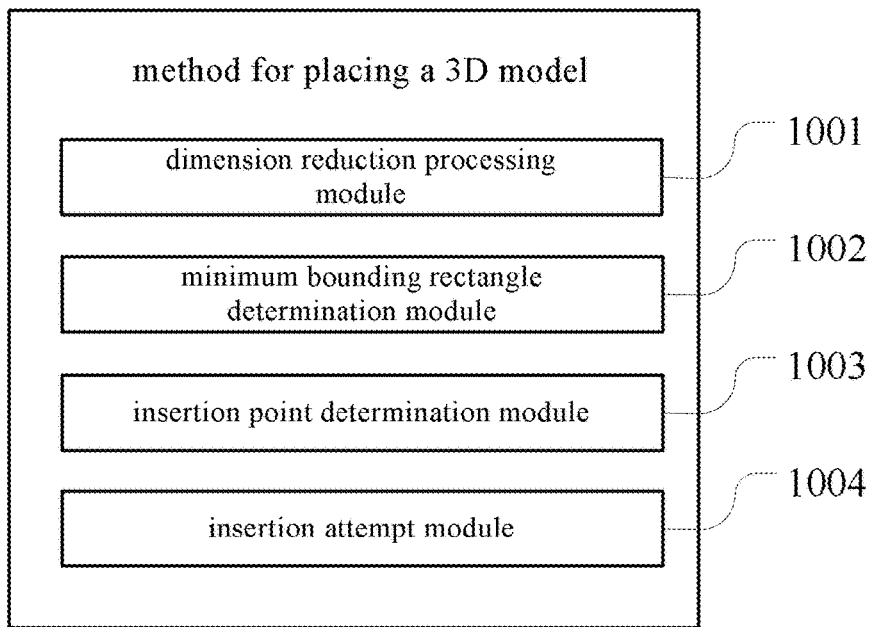 method for placing a 3D model
1001
dimension reduction processing
module
1002
minimum bounding rectangle
determination module
1003
insertion point determination module
1004
insertion attempt module